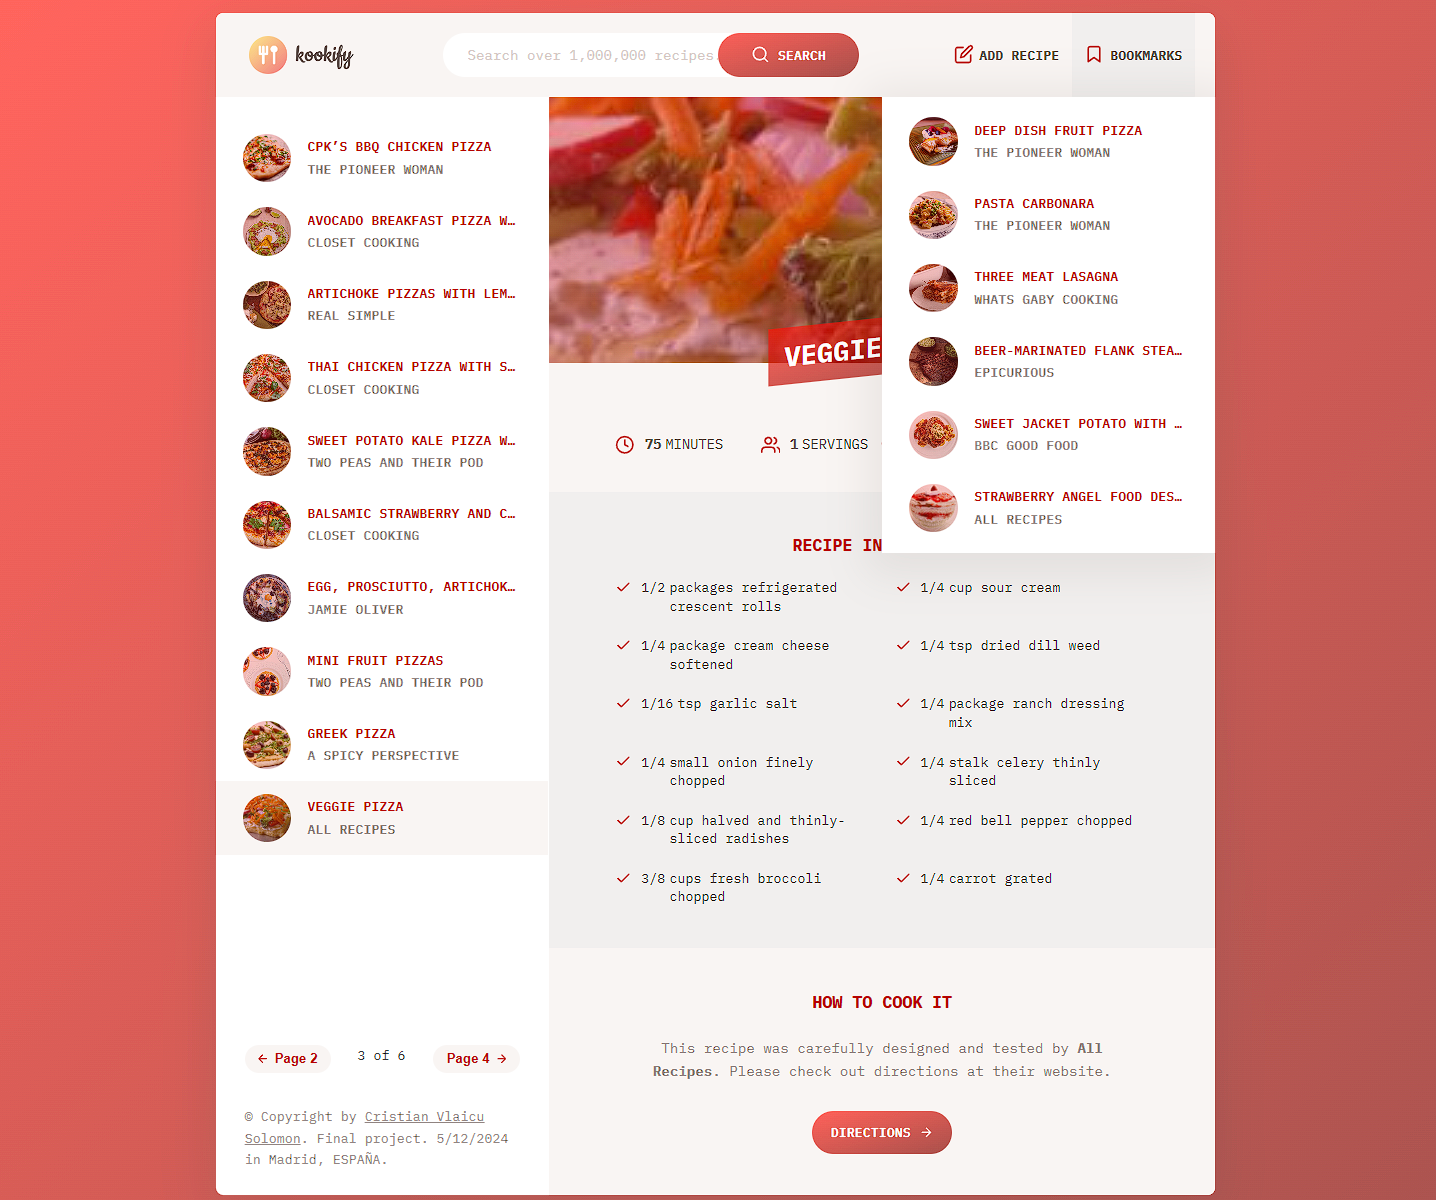 kookify
Search over 1,000,000 recipes.
SEARCH
ADD RECIPE
BOOKMARKS
CPK’S BBQ CHICKEN PIZZA
THE PIONEER WOMAN
AVOCADO BREAKFAST PIZZA W…
CLOSET COOKING
ARTICHOKE PIZZAS WITH LEM…
REAL SIMPLE
THAI CHICKEN PIZZA WITH S…
CLOSET COOKING
SWEET POTATO KALE PIZZA W…
TWO PEAS AND THEIR POD
BALSAMIC STRAWBERRY AND C…
CLOSET COOKING
EGG, PROSCIUTTO, ARTICHOK…
JAMIE OLIVER
MINI FRUIT PIZZAS
TWO PEAS AND THEIR POD
GREEK PIZZA
A SPICY PERSPECTIVE
VEGGIE PIZZA
ALL RECIPES
← Page 2
3 of 6
Page 4 →
© Copyright by Cristian Vlaicu
Solomon. Final project. 5/12/2024
in Madrid, ESPAÑA.
VEGGIE
75 MINUTES
1 SERVINGS
DEEP DISH FRUIT PIZZA
THE PIONEER WOMAN
PASTA CARBONARA
THE PIONEER WOMAN
THREE MEAT LASAGNA
WHATS GABY COOKING
BEER-MARINATED FLANK STEA…
EPICURIOUS
SWEET JACKET POTATO WITH …
BBC GOOD FOOD
STRAWBERRY ANGEL FOOD DES…
ALL RECIPES
RECIPE IN
1/2 packages refrigerated
crescent rolls
1/4 cup sour cream
1/4 package cream cheese
softened
1/4 tsp dried dill weed
1/16 tsp garlic salt
1/4 package ranch dressing
mix
1/4 small onion finely
chopped
1/4 stalk celery thinly
sliced
1/8 cup halved and thinly-
sliced radishes
1/4 red bell pepper chopped
3/8 cups fresh broccoli
chopped
1/4 carrot grated
HOW TO COOK IT
This recipe was carefully designed and tested by All
Recipes. Please check out directions at their website.
DIRECTIONS →